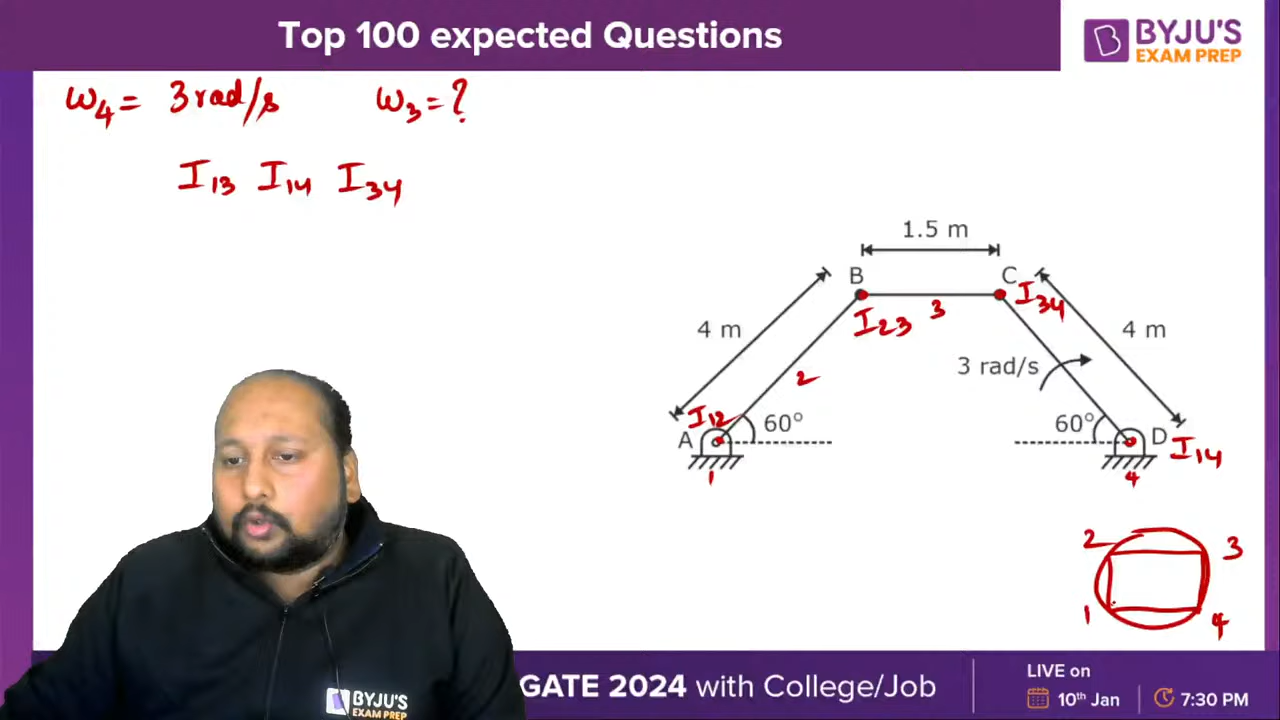 Top 100 expected Questions
BYJU'S
EXAM PREP
ω₄ = 3 rad/s ω₃ = ?
I₁₃ I₁₄ I₃₄
1.5 m
B C
I₃₄
I₂₃ 3
4 m 4 m
3 rad/s
2
I₁₂
A 60° 60° D
I₁₄
1 4
2 3
1 4
BYJU'S
EXAM PREP
GATE 2024 with College/Job
LIVE on
10th Jan 7:30 PM